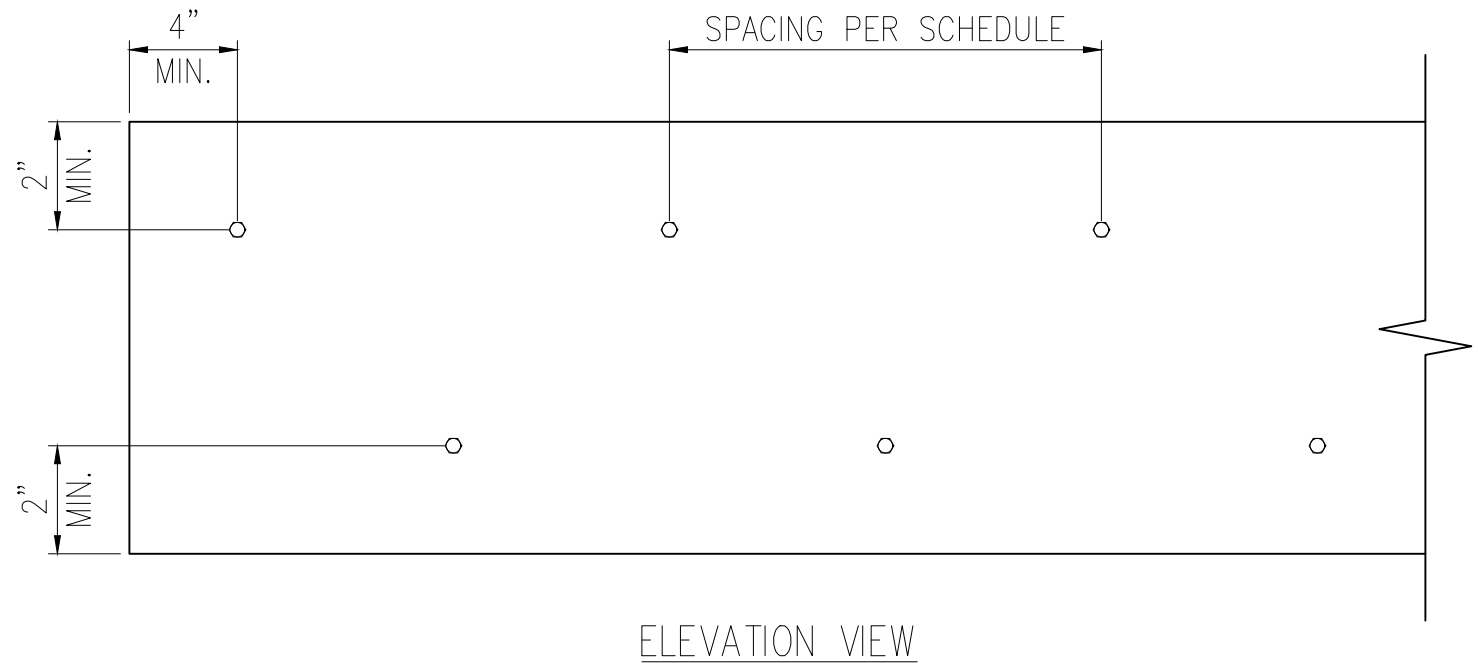 4”
MIN.
SPACING PER SCHEDULE
2”
MIN.
2”
MIN.
ELEVATION VIEW